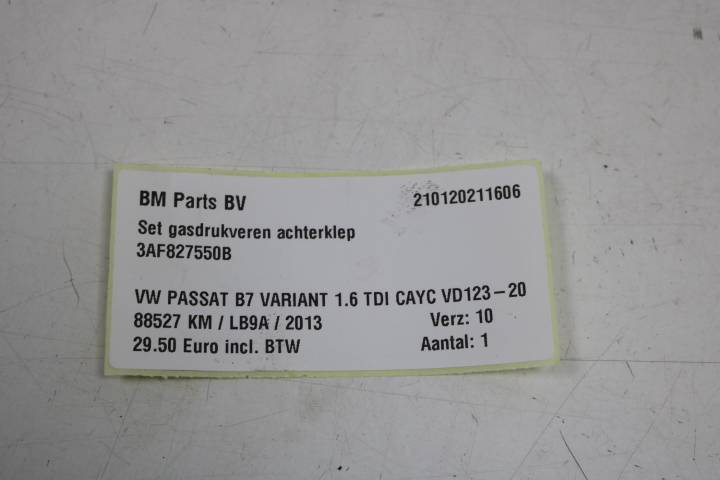 BM Parts BV 210120211606
Set gasdrukveren achterklep
3AF827550B
VW PASSAT B7 VARIANT 1.6 TDI CAYC VD123-20
88527 KM / LB9A / 2013 Verz: 10
29.50 Euro incl. BTW Aantal: 1